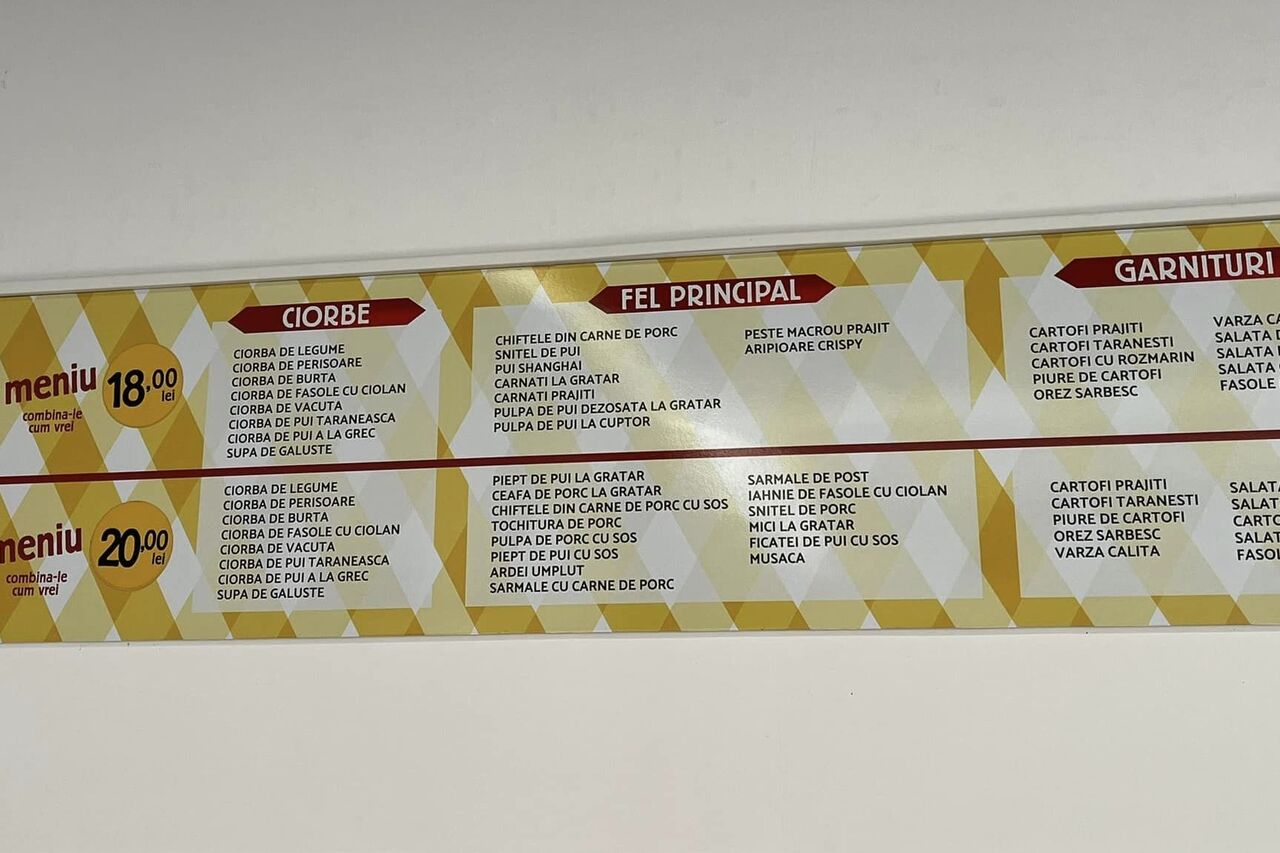 CIORBE
FEL PRINCIPAL
GARNITURI
meniu
18,00
lei
combina-le
cum vrei
CIORBA DE LEGUME
CIORBA DE PERISOARE
CIORBA DE BURTA
CIORBA DE FASOLE CU CIOLAN
CIORBA DE VACUTA
CIORBA DE PUI TARANEASCA
CIORBA DE PUI A LA GREC
SUPA DE GALUSTE
CHIFTELE DIN CARNE DE PORC
SNITEL DE PUI
PUI SHANGHAI
CARNATI LA GRATAR
CARNATI PRAJITI
PULPA DE PUI DEZOSATA LA GRATAR
PULPA DE PUI LA CUPTOR
PESTE MACROU PRAJIT
ARIPIOARE CRISPY
CARTOFI PRAJITI
CARTOFI TARANESTI
CARTOFI CU ROZMARIN
PIURE DE CARTOFI
OREZ SARBESC
VARZA
SALATA
SALATA
SALATA
FASOLE
meniu
20,00
lei
combina-le
cum vrei
CIORBA DE LEGUME
CIORBA DE PERISOARE
CIORBA DE BURTA
CIORBA DE FASOLE CU CIOLAN
CIORBA DE VACUTA
CIORBA DE PUI TARANEASCA
CIORBA DE PUI A LA GREC
SUPA DE GALUSTE
PIEPT DE PUI LA GRATAR
CEAFA DE PORC LA GRATAR
CHIFTELE DIN CARNE DE PORC CU SOS
TOCHITURA DE PORC
PULPA DE PORC CU SOS
PIEPT DE PUI CU SOS
ARDEI UMPLUT
SARMALE CU CARNE DE PORC
SARMALE DE POST
IAHNIE DE FASOLE CU CIOLAN
SNITEL DE PORC
MICI LA GRATAR
FICATEI DE PUI CU SOS
MUSACA
CARTOFI PRAJITI
CARTOFI TARANESTI
PIURE DE CARTOFI
OREZ SARBESC
VARZA CALITA